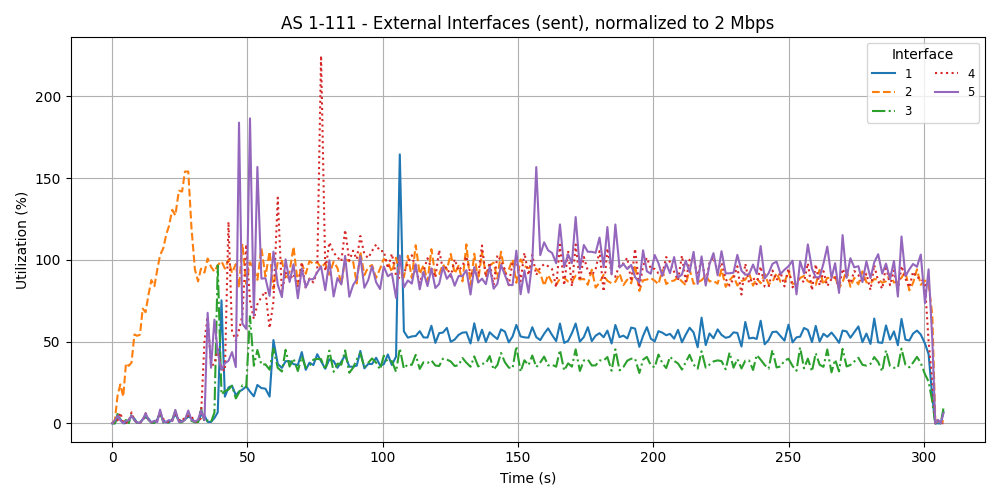 AS 1-111 - External Interfaces (sent), normalized to 2 Mbps
Utilization (%)
200
150
100
50
0
Interface
1
2
3
4
5
0 50 100 150 200 250 300
Time (s)